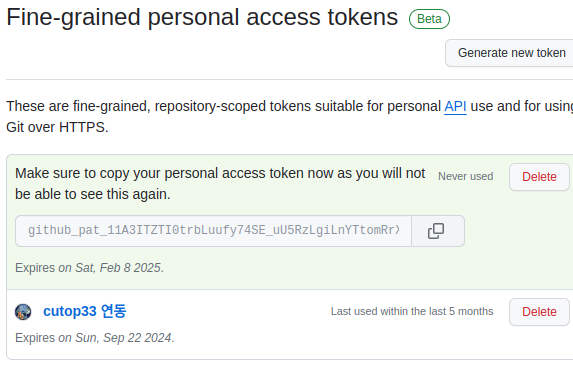 Fine-grained personal access tokens Beta
Generate new token
These are fine-grained, repository-scoped tokens suitable for personal API use and for using
Git over HTTPS.
Make sure to copy your personal access token now as you will not
be able to see this again.
Never used
Delete
github_pat_11A3ITZTI0trbLuufy74SE_uU5RzLgiLnYTtomRrX
Expires on Sat, Feb 8 2025.
cutop33 연동
Last used within the last 5 months
Delete
Expires on Sun, Sep 22 2024.